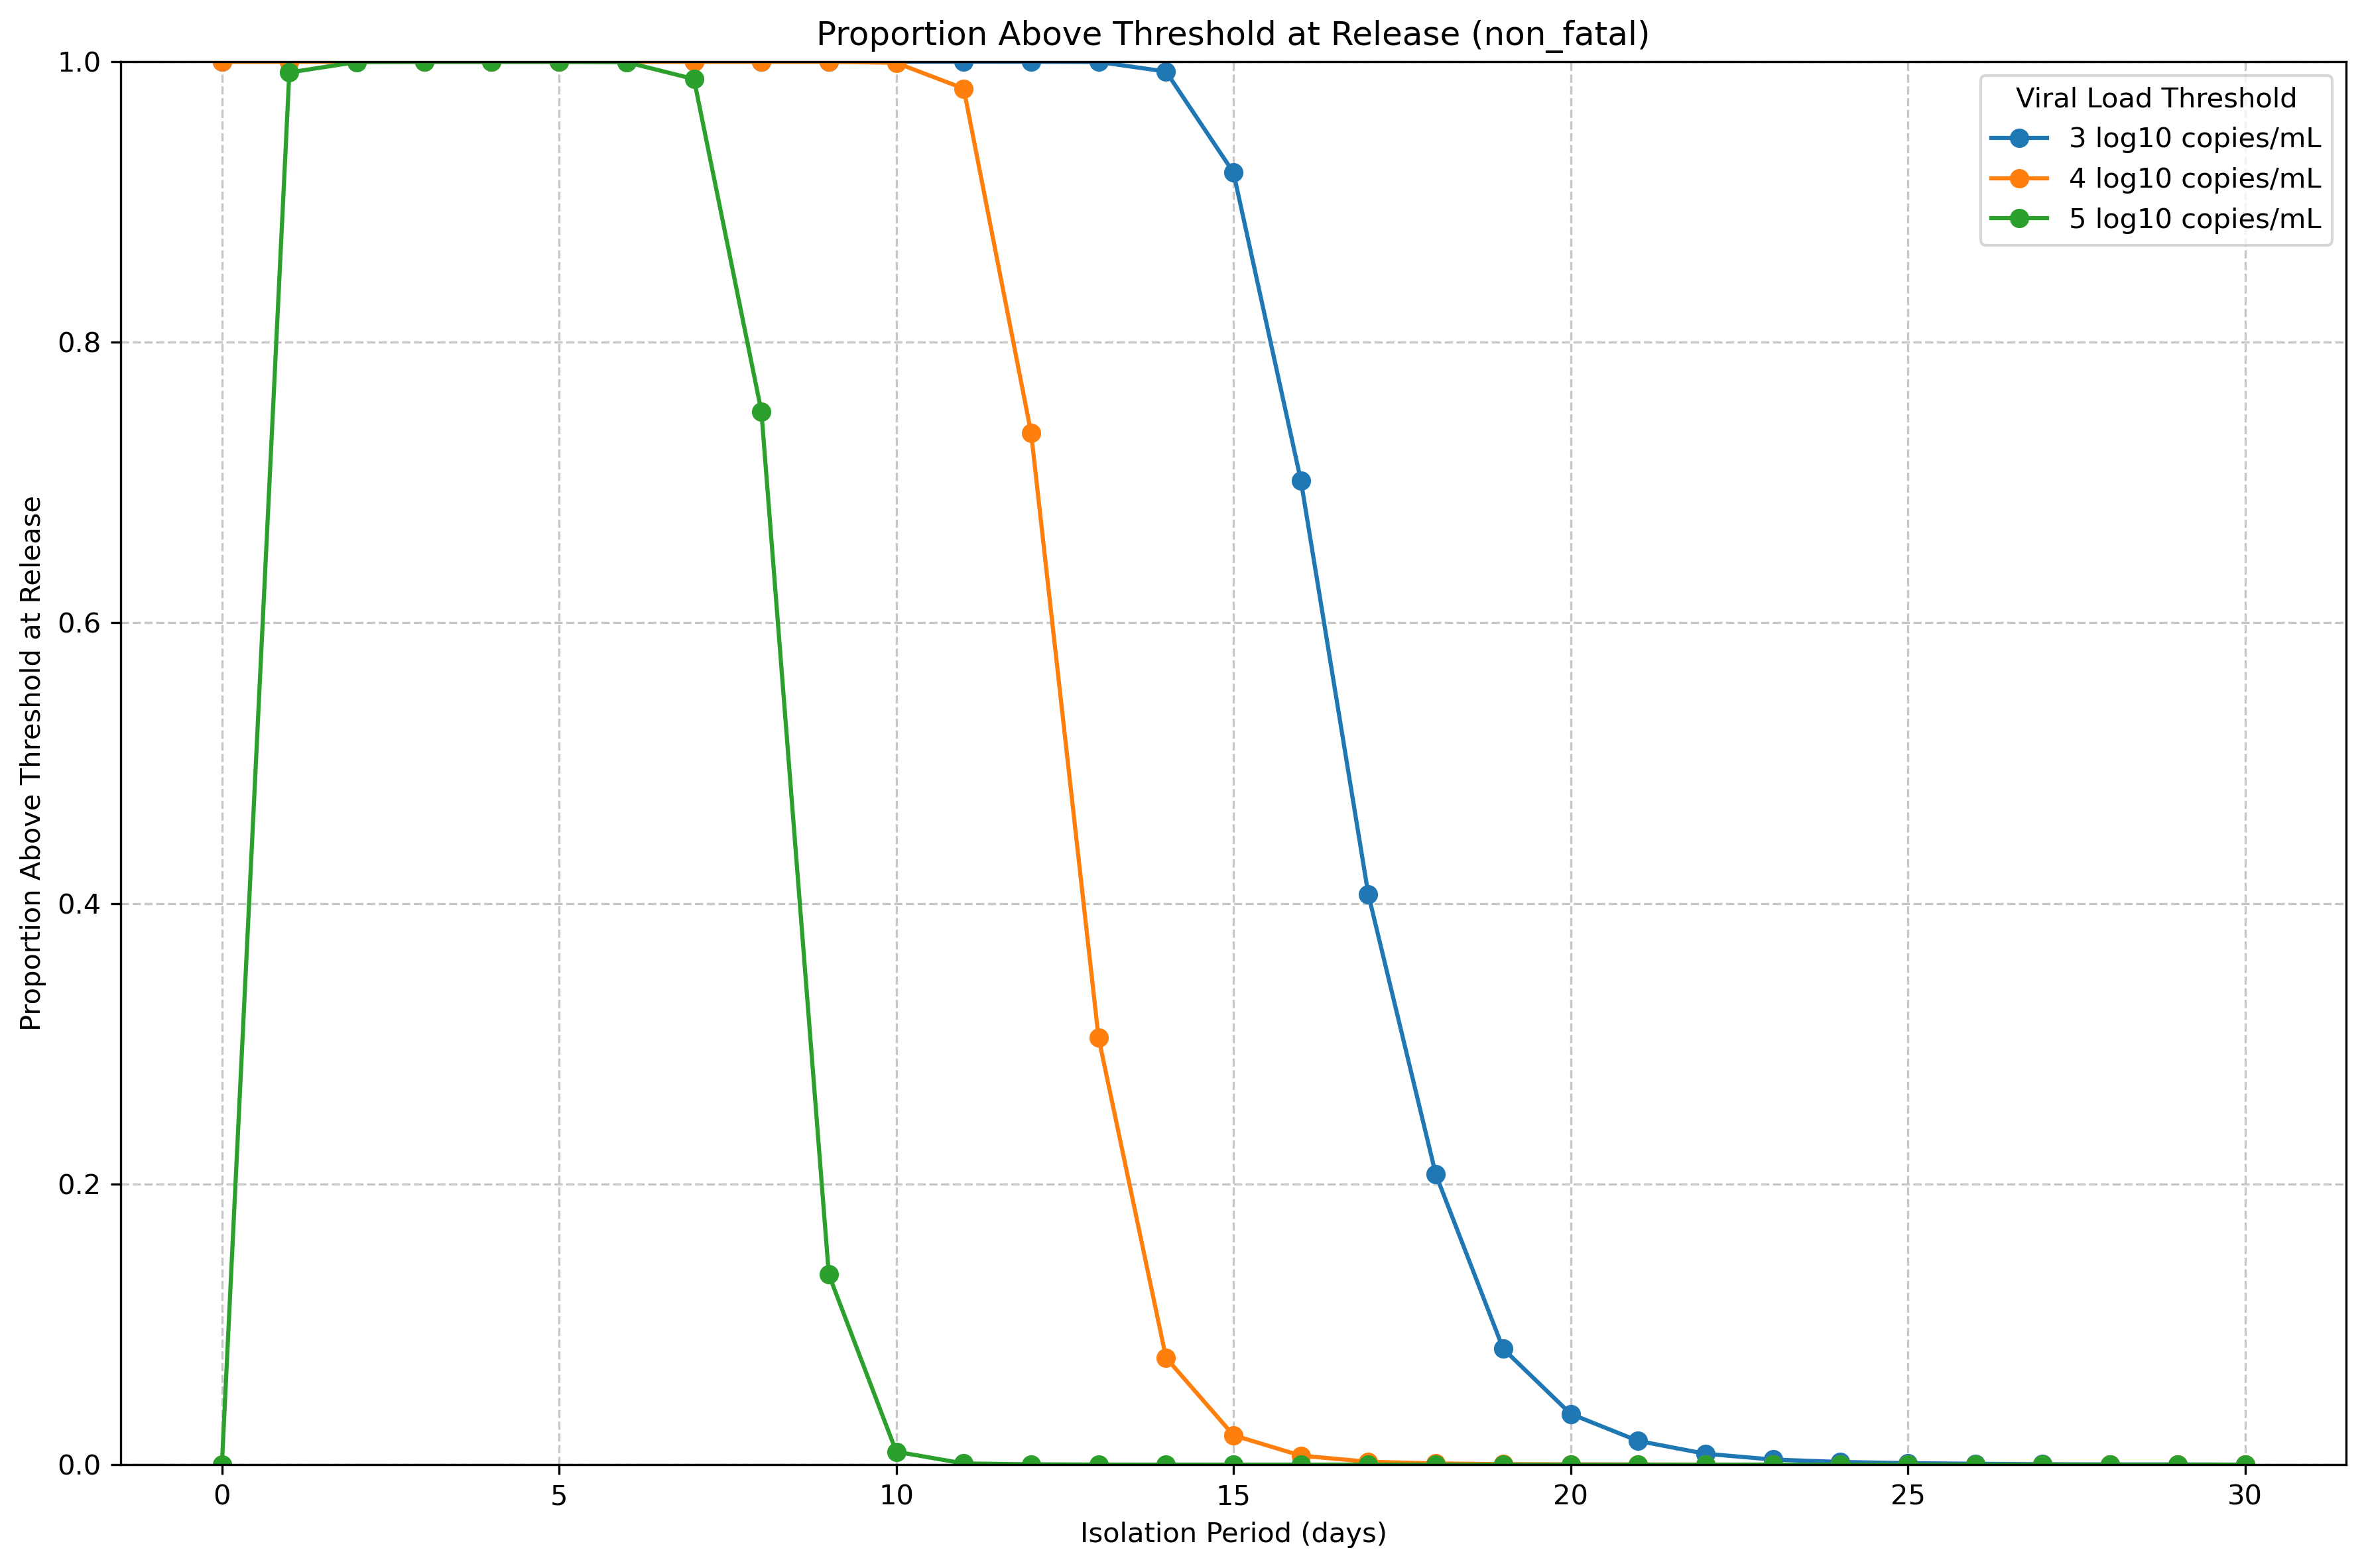 Proportion Above Threshold at Release (non_fatal)
Proportion Above Threshold at Release
1.0
0.8
0.6
0.4
0.2
0.0
Viral Load Threshold
3 log10 copies/mL
4 log10 copies/mL
5 log10 copies/mL
0 5 10 15 20 25 30
Isolation Period (days)